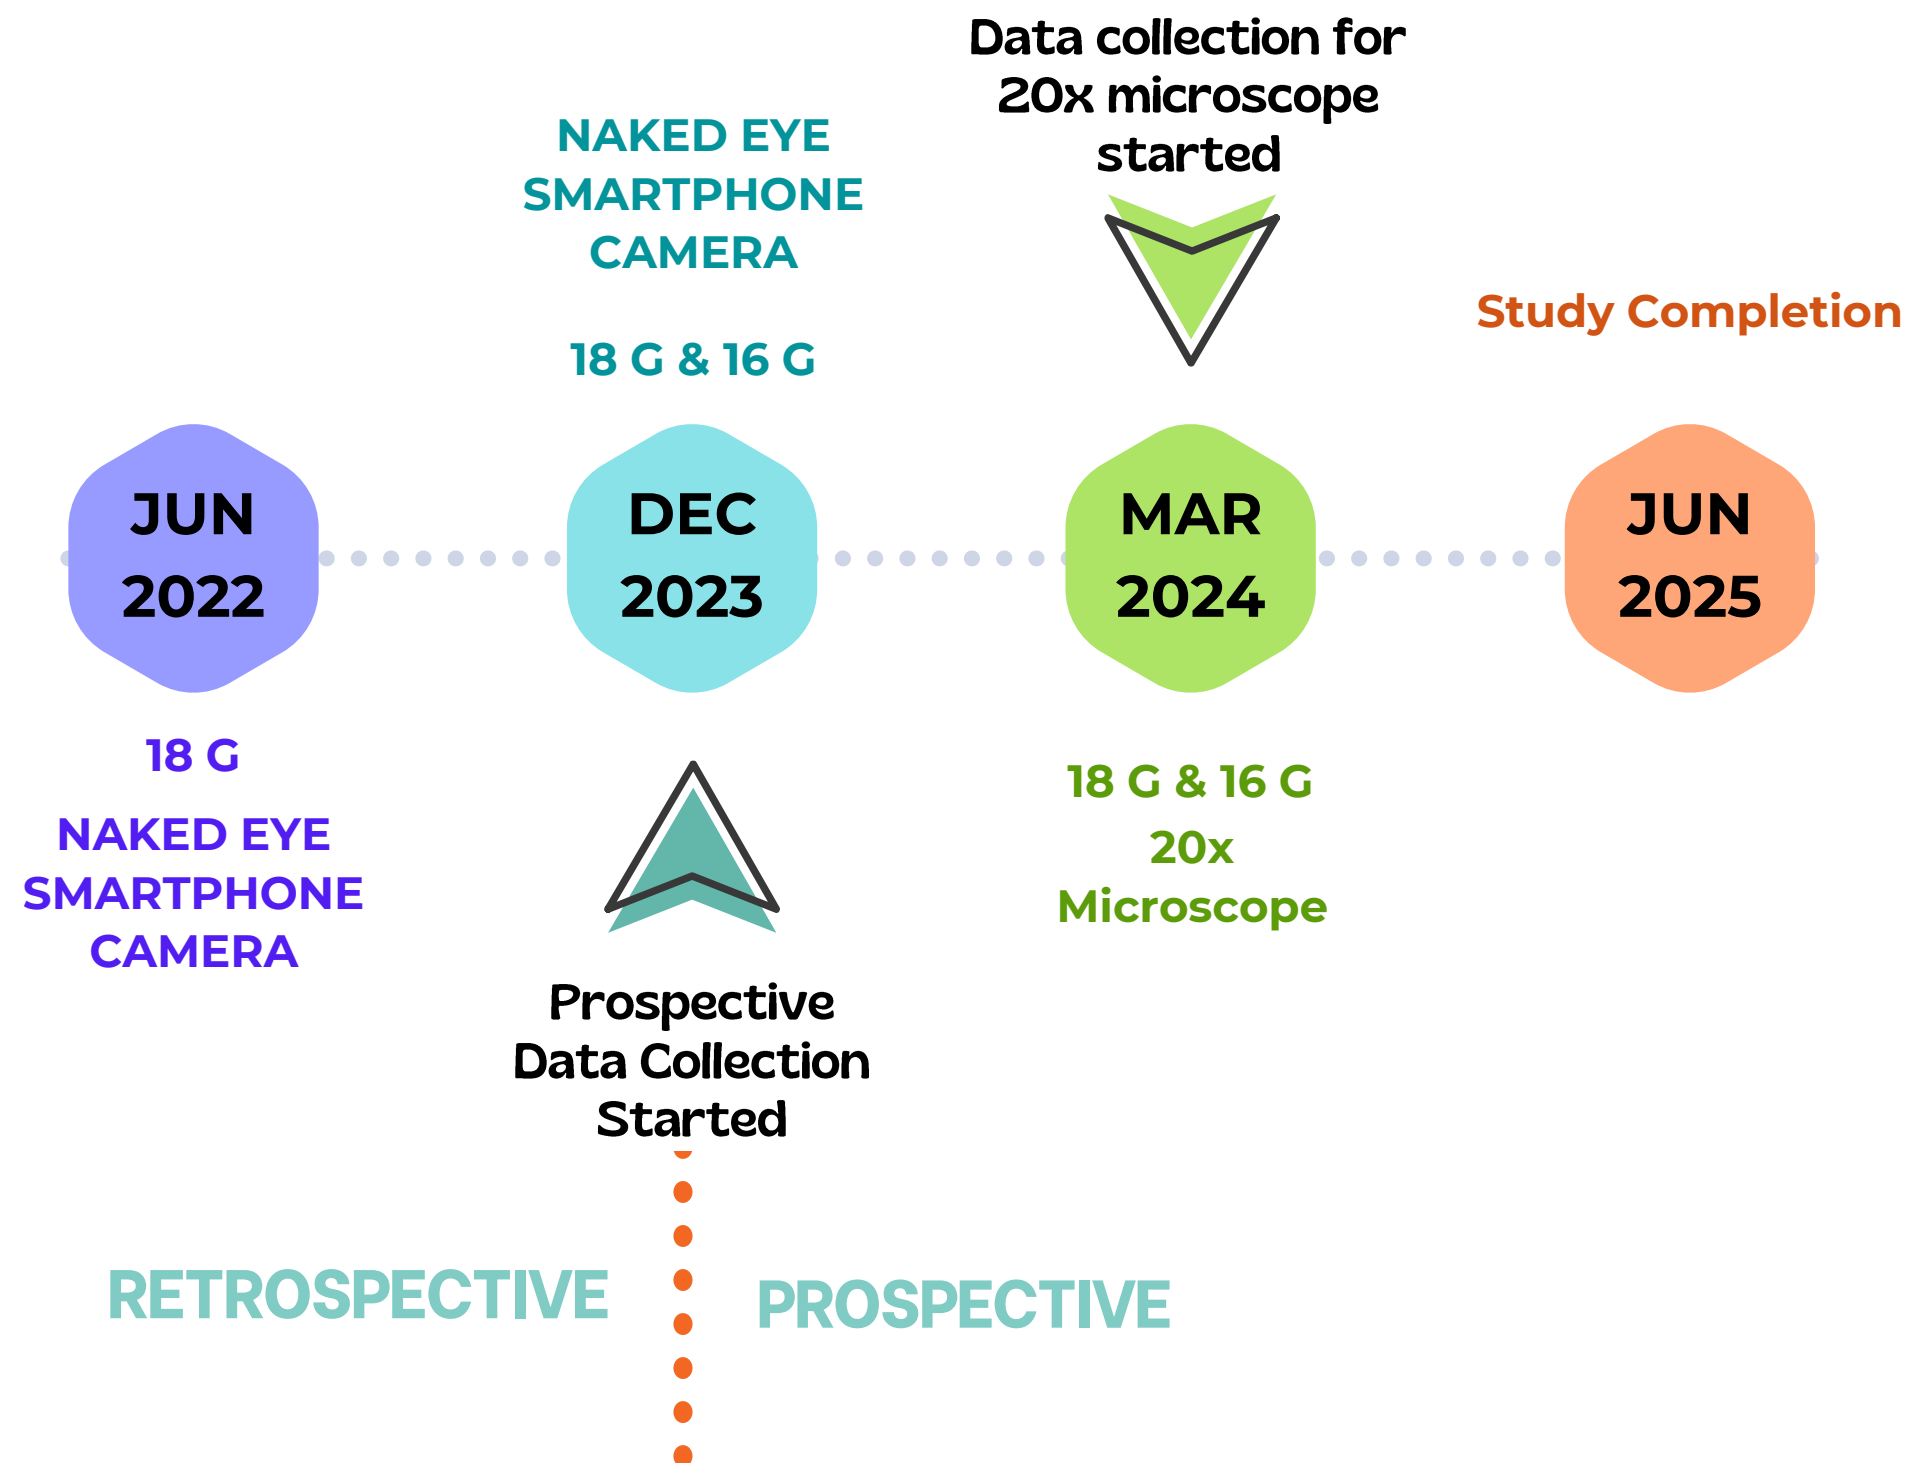 JUN
2022
18 G
NAKED EYE
SMARTPHONE
CAMERA
NAKED EYE
SMARTPHONE
CAMERA
18 G & 16 G
DEC
2023
Prospective
Data Collection
Started
Data collection for
20x microscope
started
MAR
2024
18 G & 16 G
20x
Microscope
Study Completion
JUN
2025
RETROSPECTIVE
PROSPECTIVE